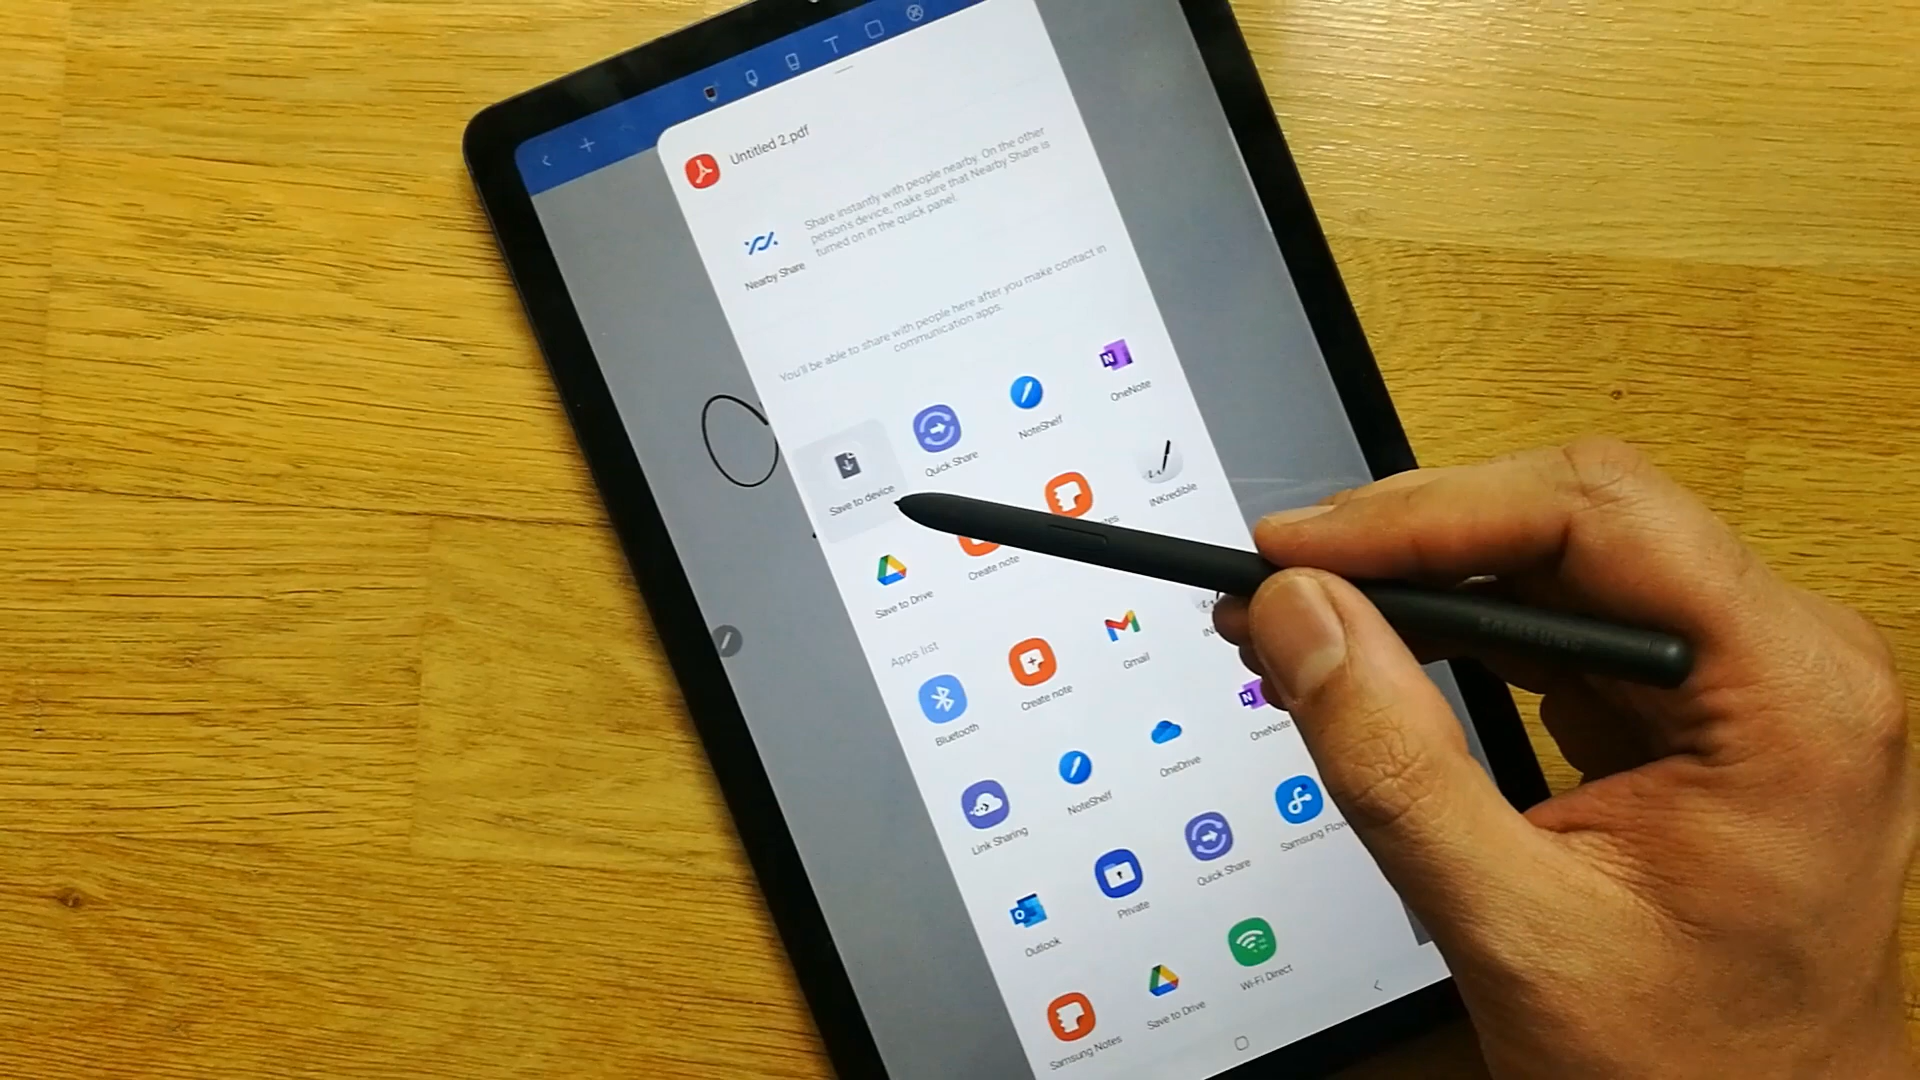 Untitled 2.pdf
Share instantly with people nearby. On the other
person's device, make sure that Nearby Share is
turned on in the quick panel.
Nearby Share
You'll be able to share with people here after you make contact in
communication apps.
Save to device
Quick Share
NoteShelf
OneNote
Save to Drive
Create note
INKredible
Apps list
Bluetooth
Create note
Gmail
Link Sharing
NoteShelf
OneDrive
OneNote
Outlook
Private
Quick Share
Samsung Flow
Samsung Notes
Save to Drive
Wi-Fi Direct
SAMSUNG